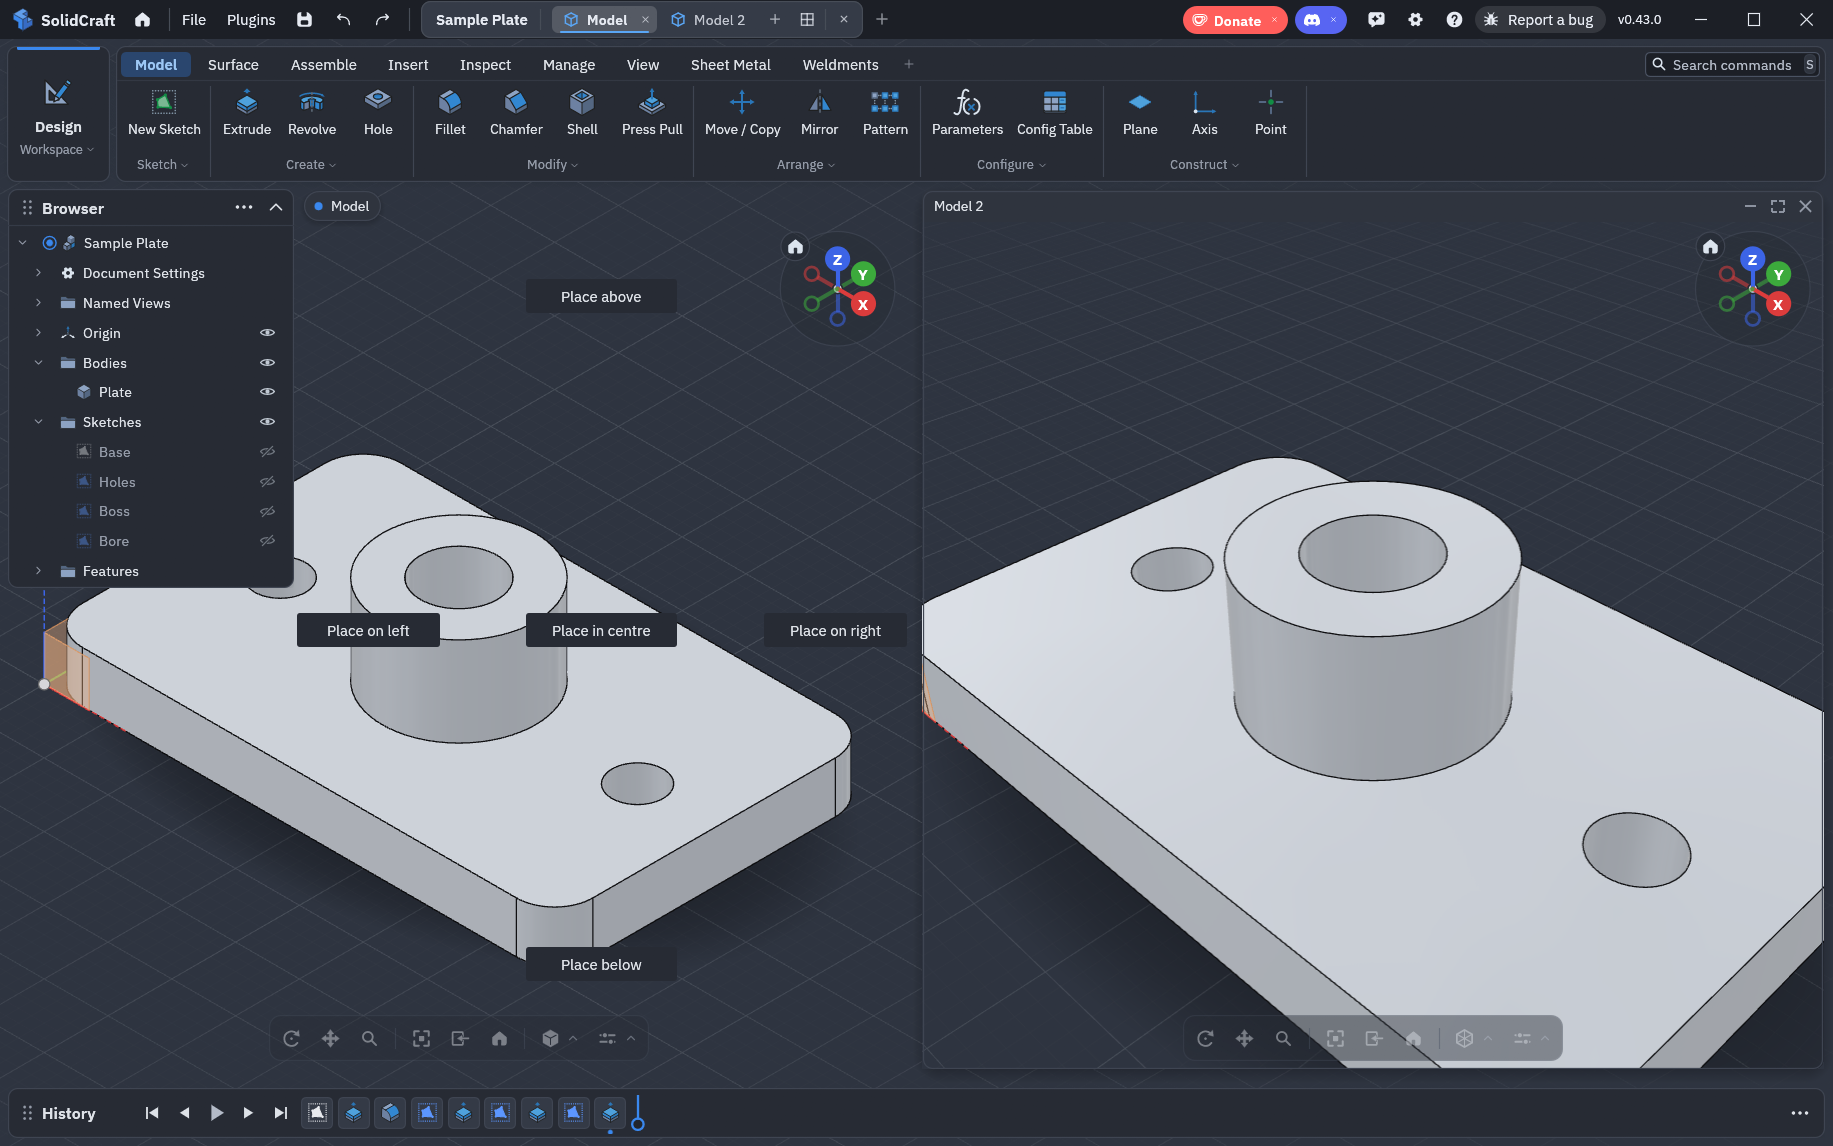 SolidCraft File Plugins Sample Plate Model Model 2 Donate Report a bug v0.43.0
Design
Workspace
Model Surface Assemble Insert Inspect Manage View Sheet Metal Weldments Search commands S
New Sketch Extrude Revolve Hole Fillet Chamfer Shell Press Pull Move / Copy Mirror Pattern Parameters Config Table Plane Axis Point
Sketch Create Modify Arrange Configure Construct
Browser
Sample Plate
Document Settings
Named Views
Origin
Bodies
Plate
Sketches
Base
Holes
Boss
Bore
Features
Model
Z
Y
X
Place above
Place on left
Place in centre
Place on right
Place below
Model 2
Z
Y
X
History